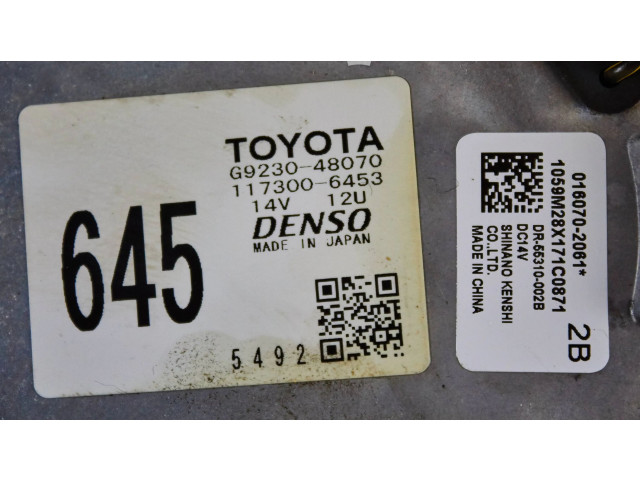 TOYOTA
G9230-48070
117300-6453
14V 12U
DENSO
MADE IN JAPAN
645
5492
016070-2061*
1059M28X171C0871
DR-55310-002B
DC14V
SHINANO KENSHI
CO.,LTD.
MADE IN CHINA
2B